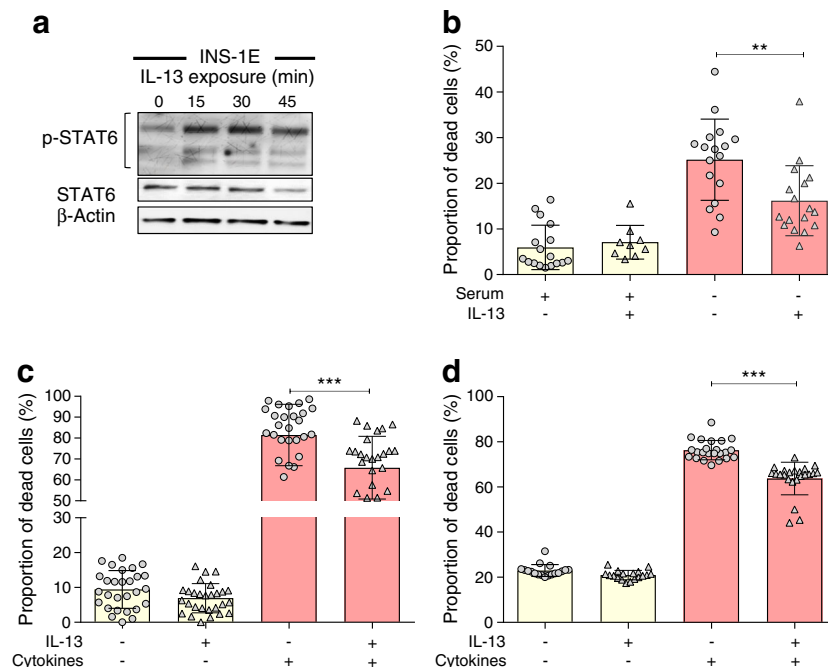 a
INS-1E
IL-13 exposure (min)
0 15 30 45
p-STAT6
STAT6
β-Actin
b
Proportion of dead cells (%)
50
40
30
20
10
0
**
Serum + + - -
IL-13 - + - +
c
Proportion of dead cells (%)
100
90
80
70
60
50
30
20
10
0
***
IL-13 - + - +
Cytokines - - + +
d
Proportion of dead cells (%)
100
80
60
40
20
0
***
IL-13 - + - +
Cytokines - - + +